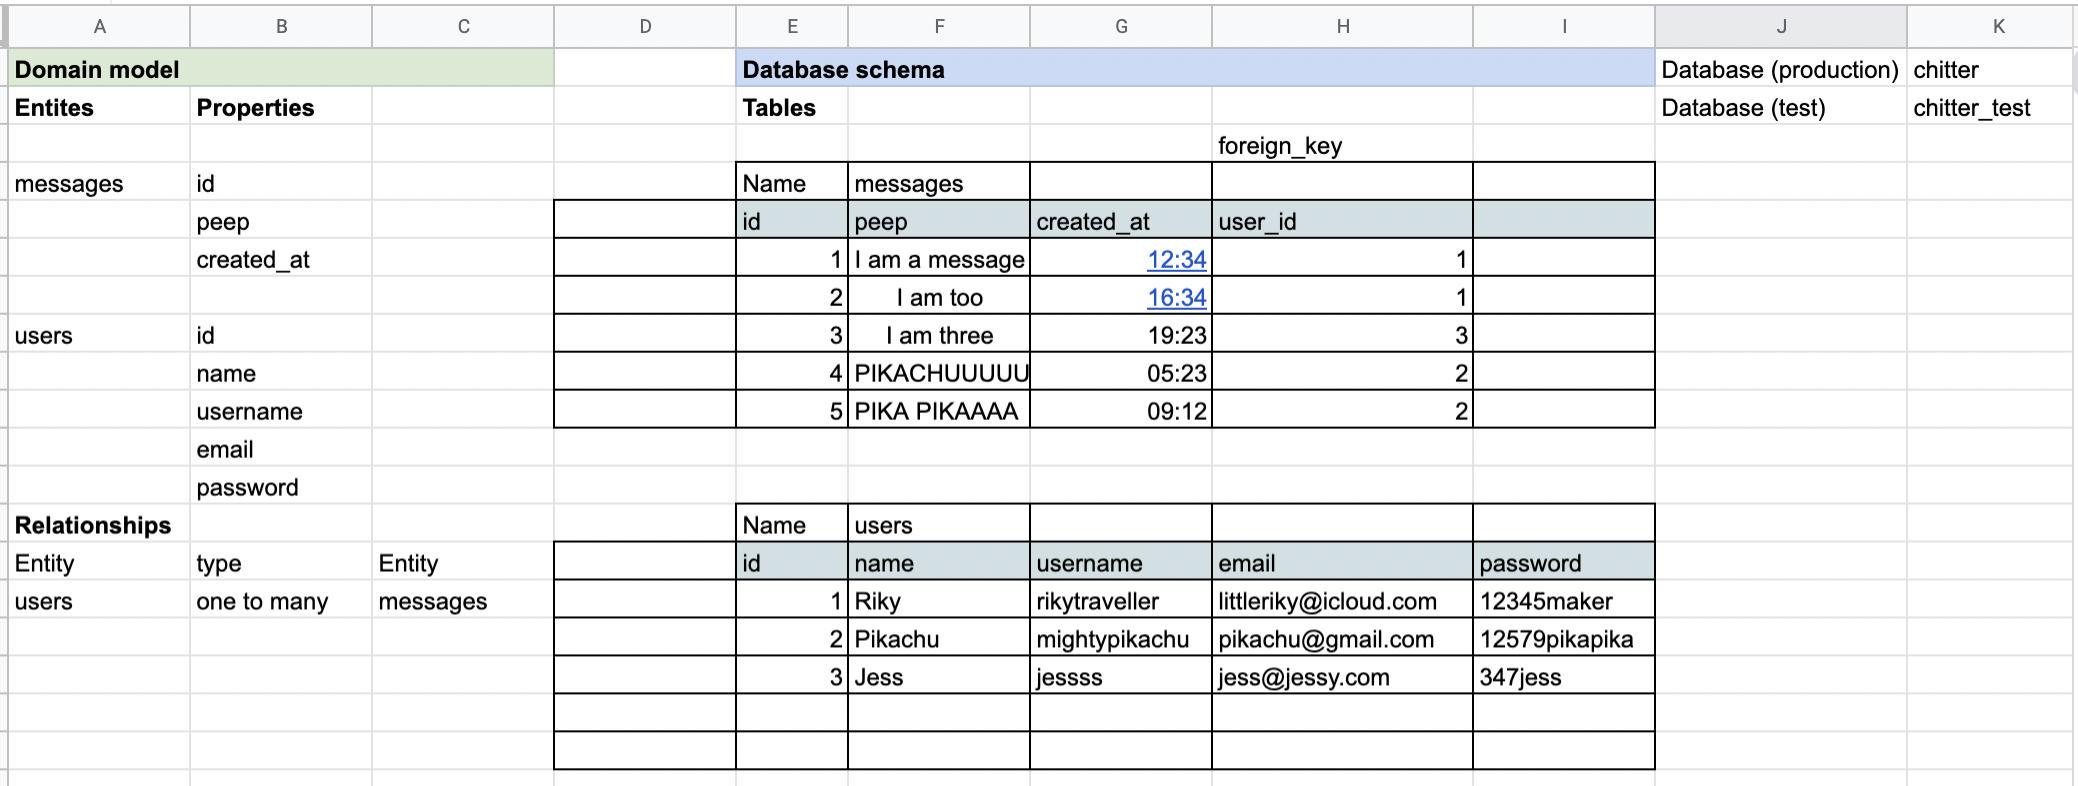 A B C D E F G H I J K
Domain model Database schema Database (production) chitter
Entites Properties Tables Database (test) chitter_test
foreign_key
messages id Name messages
peep id peep created_at user_id
created_at 1 I am a message 12:34 1
2 I am too 16:34 1
users id 3 I am three 19:23 3
name 4 PIKACHUUUUU 05:23 2
username 5 PIKA PIKAAAA 09:12 2
email
password
Relationships Name users
Entity type Entity id name username email password
users one to many messages 1 Riky rikytraveller littleriky@icloud.com 12345maker
2 Pikachu mightypikachu pikachu@gmail.com 12579pikapika
3 Jess jessss jess@jessy.com 347jess